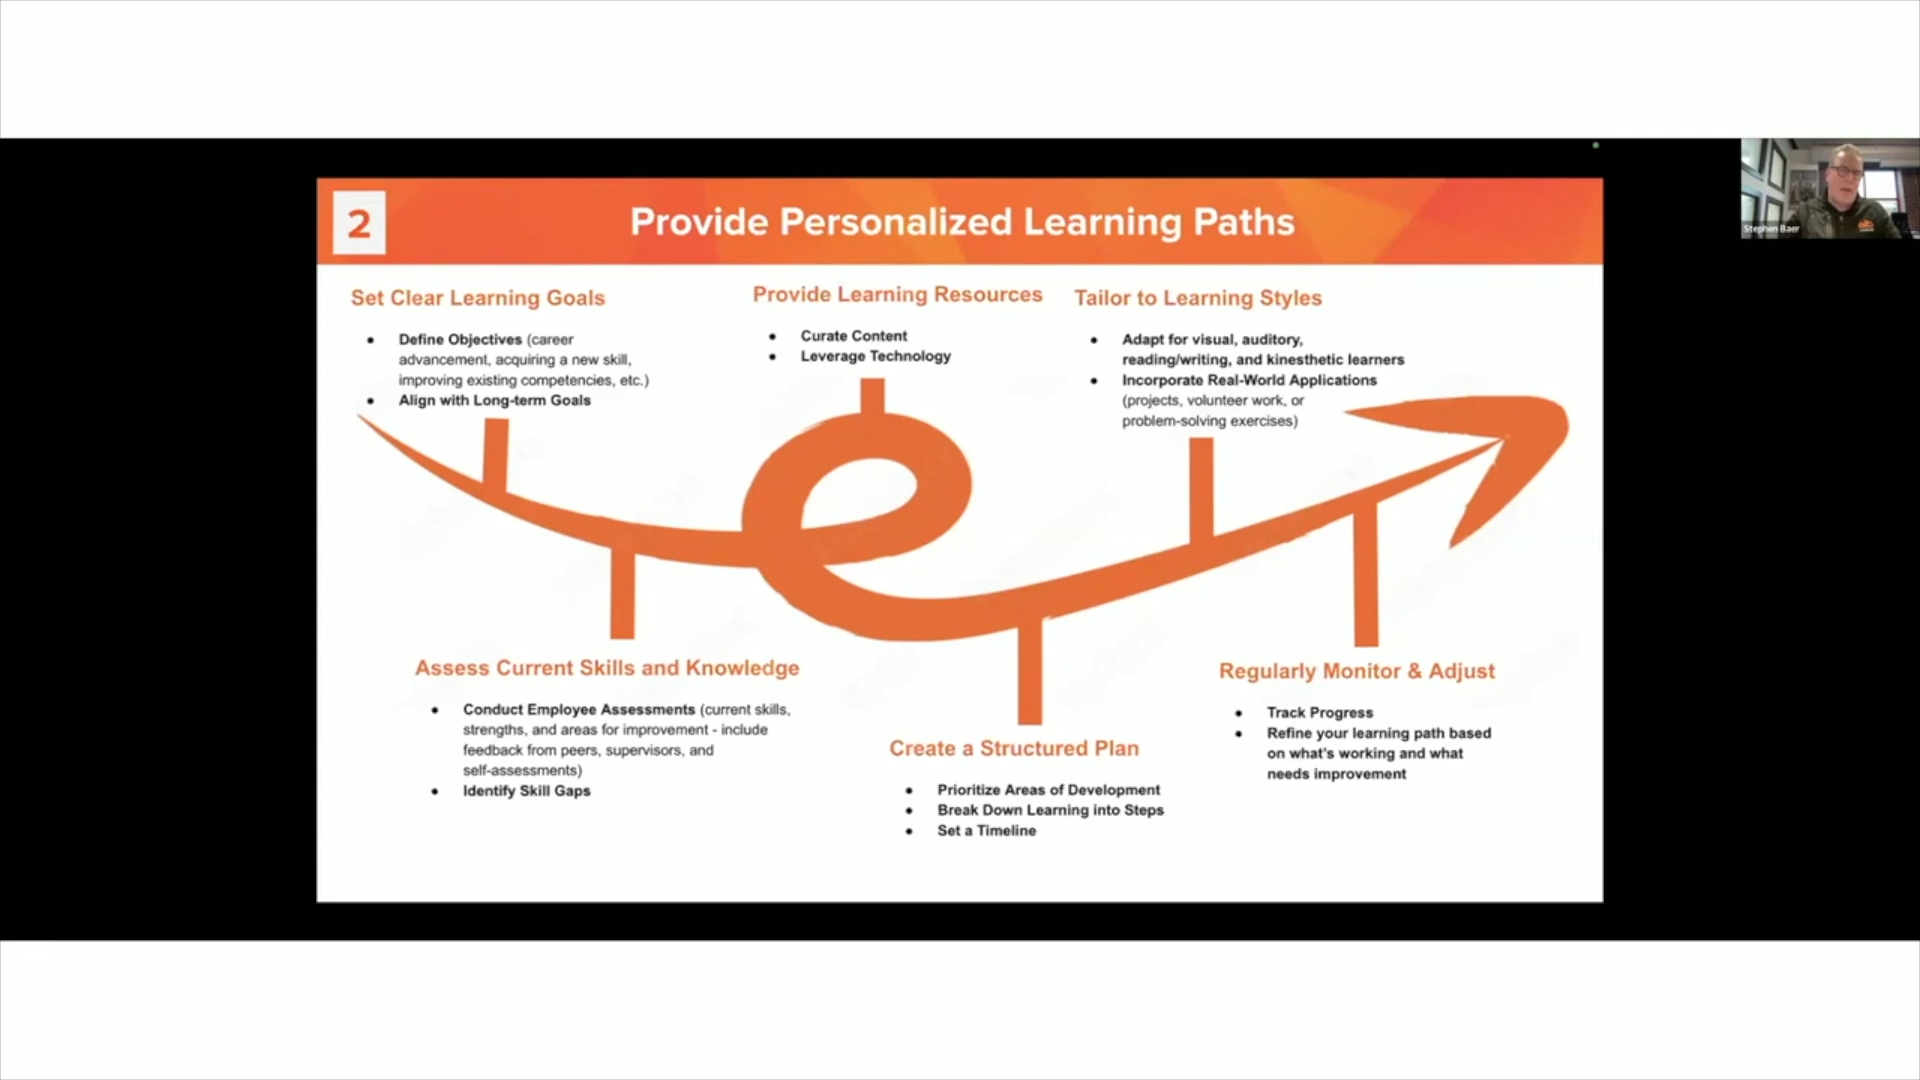 2
Provide Personalized Learning Paths
Stephen Baer
Set Clear Learning Goals
• Define Objectives (career
advancement, acquiring a new skill,
improving existing competencies, etc.)
• Align with Long-term Goals
Provide Learning Resources
• Curate Content
• Leverage Technology
Tailor to Learning Styles
• Adapt for visual, auditory,
reading/writing, and kinesthetic learners
• Incorporate Real-World Applications
(projects, volunteer work, or
problem-solving exercises)
Assess Current Skills and Knowledge
• Conduct Employee Assessments (current skills,
strengths, and areas for improvement - include
feedback from peers, supervisors, and
self-assessments)
• Identify Skill Gaps
Create a Structured Plan
• Prioritize Areas of Development
• Break Down Learning into Steps
• Set a Timeline
Regularly Monitor & Adjust
• Track Progress
• Refine your learning path based
on what's working and what
needs improvement